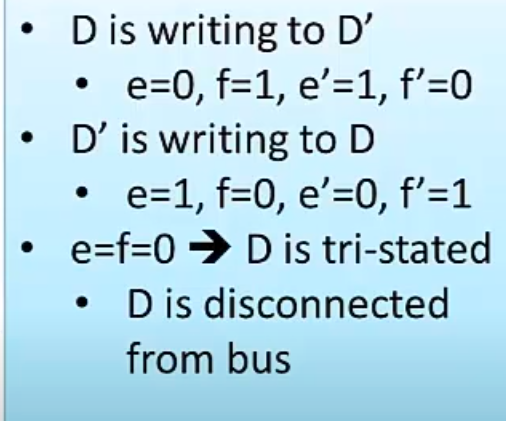 • D is writing to D’
• e=0, f=1, e’=1, f’=0
• D’ is writing to D
• e=1, f=0, e’=0, f’=1
• e=f=0 ➔ D is tri-stated
• D is disconnected
from bus